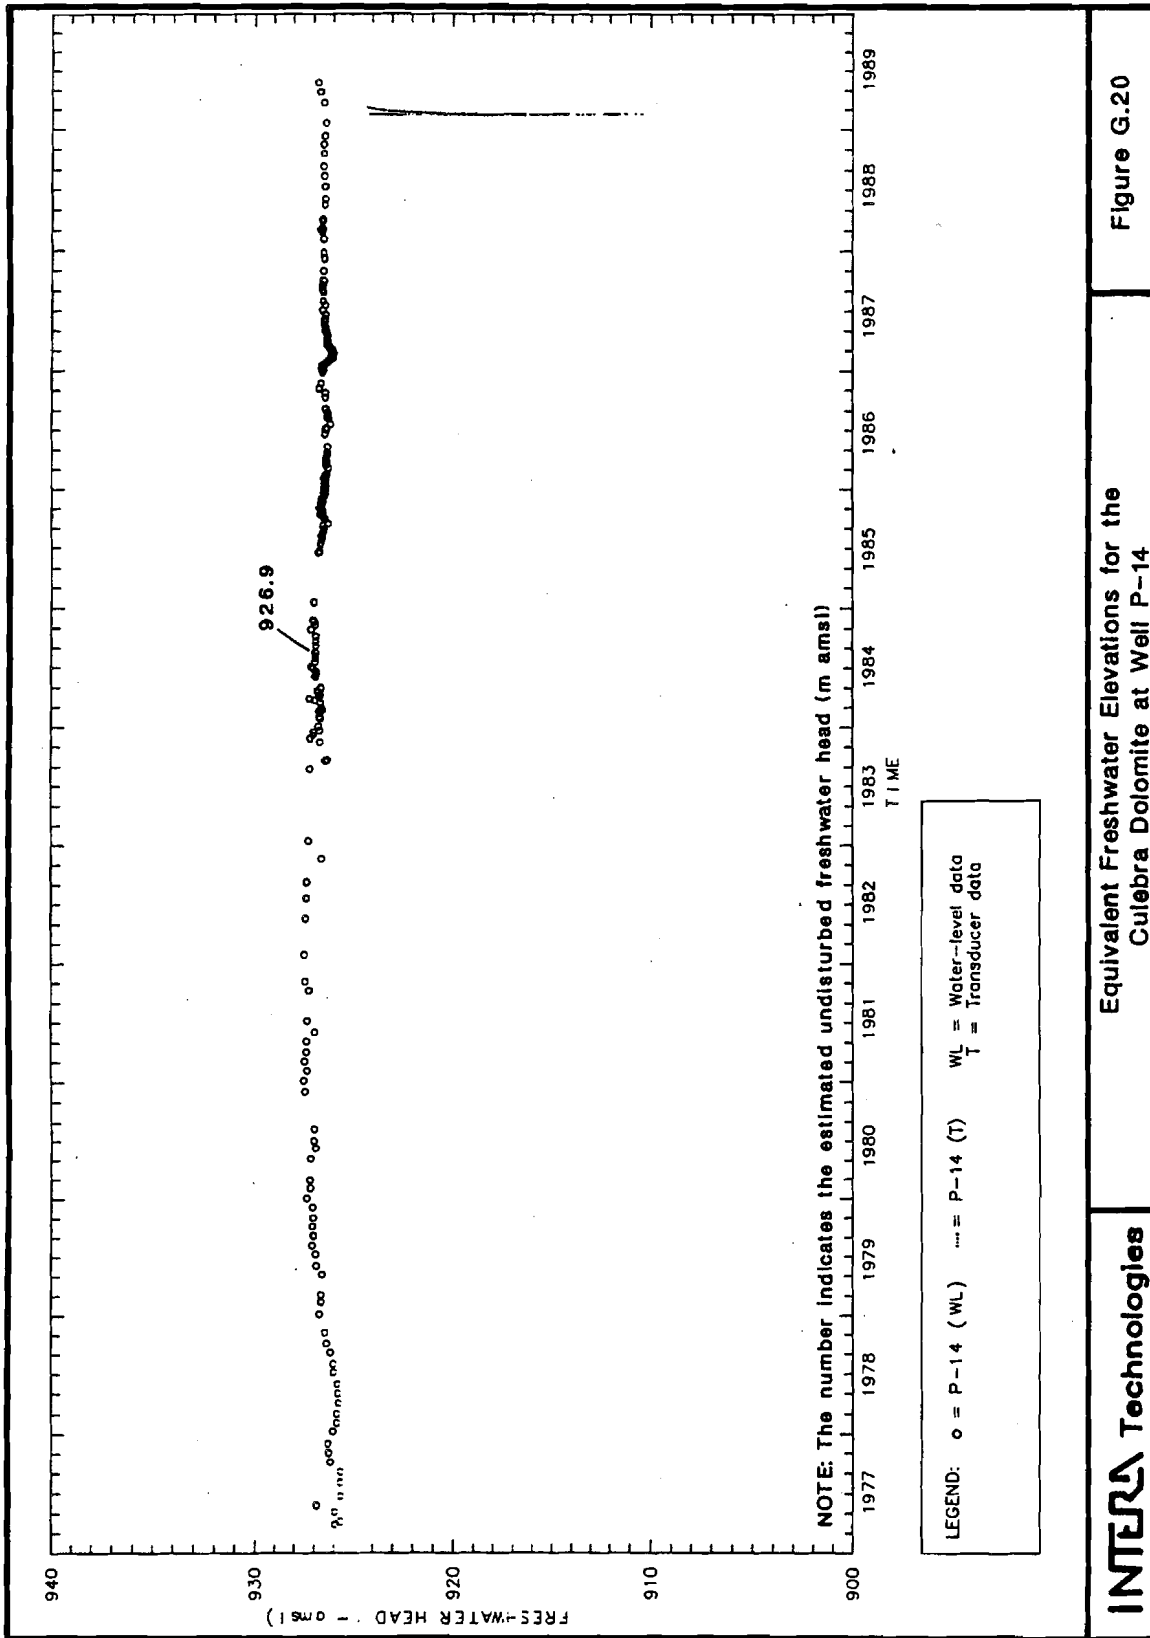 940
930
920
910
900
FRESHWATER HEAD - amsl)
926.9
NOTE: The number indicates the estimated undisturbed freshwater head (m amsl)
1977 1978 1979 1980 1981 1982 1983 1984 1985 1986 1987 1988 1989
TIME
LEGEND: o = P-14 (WL) ---- = P-14 (T) WL = Water-level data
T = Transducer data
INTERA Technologies
Equivalent Freshwater Elevations for the
Culebra Dolomite at Well P-14
Figure G.20